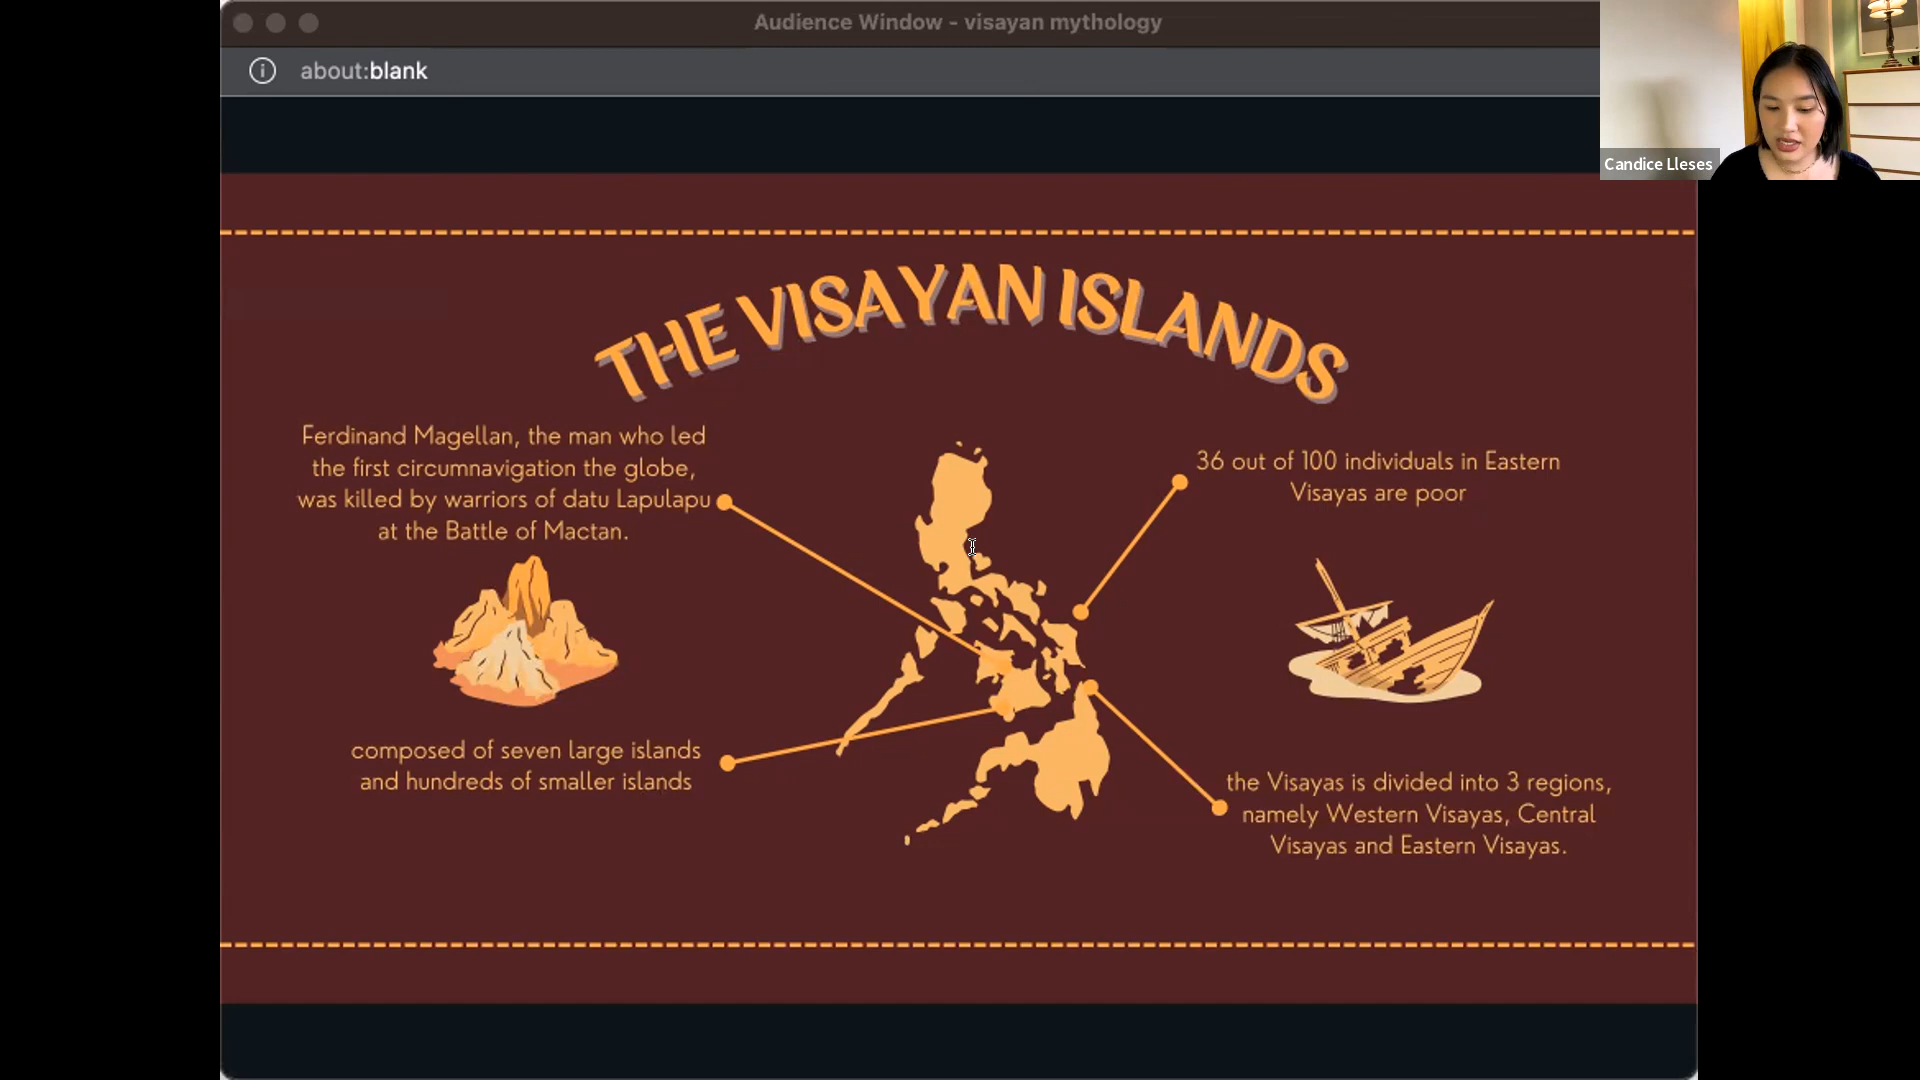 Audience Window - visayan mythology
about:blank
Candice Lleses
THE VISAYAN ISLANDS
Ferdinand Magellan, the man who led
the first circumnavigation the globe,
was killed by warriors of datu Lapulapu
at the Battle of Mactan.
36 out of 100 individuals in Eastern
Visayas are poor
composed of seven large islands
and hundreds of smaller islands
the Visayas is divided into 3 regions,
namely Western Visayas, Central
Visayas and Eastern Visayas.